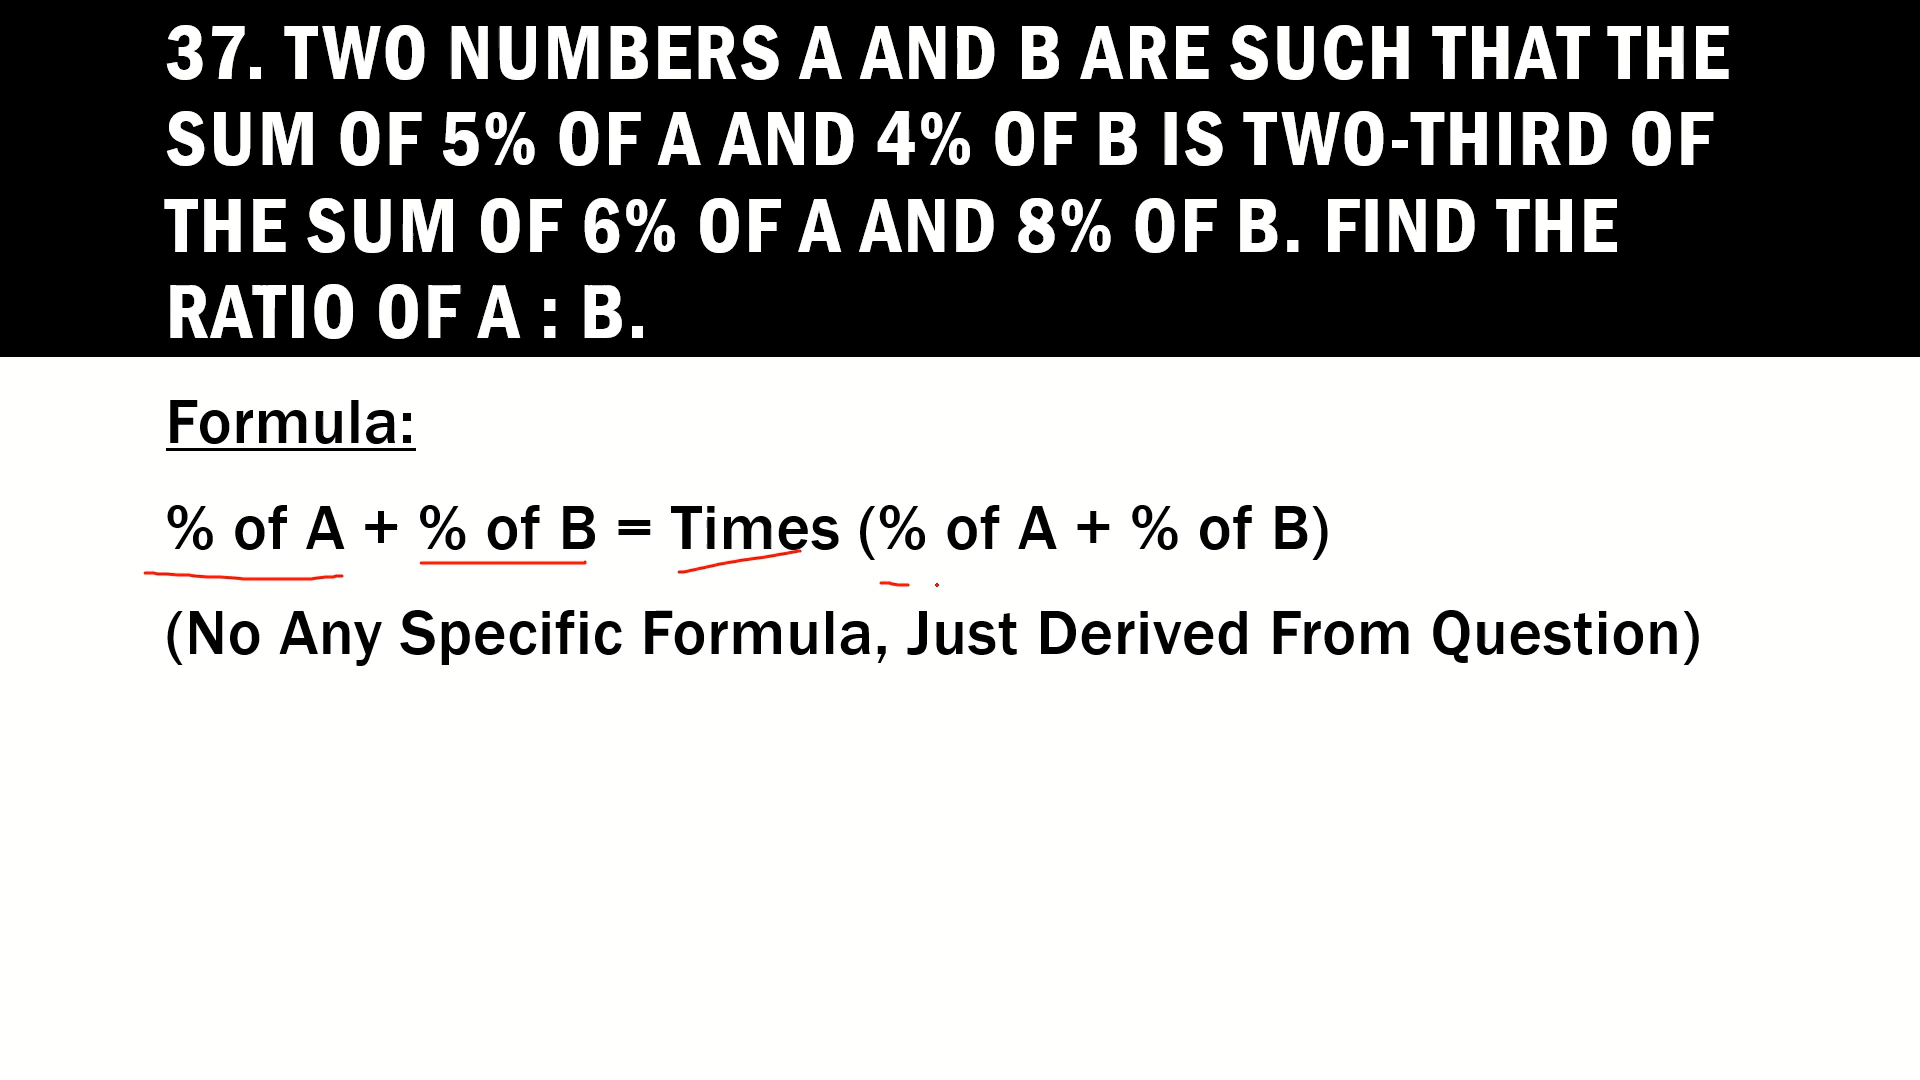 37. TWO NUMBERS A AND B ARE SUCH THAT THE
SUM OF 5% OF A AND 4% OF B IS TWO-THIRD OF
THE SUM OF 6% OF A AND 8% OF B. FIND THE
RATIO OF A : B.
Formula:
% of A + % of B = Times (% of A + % of B)
(No Any Specific Formula, Just Derived From Question)